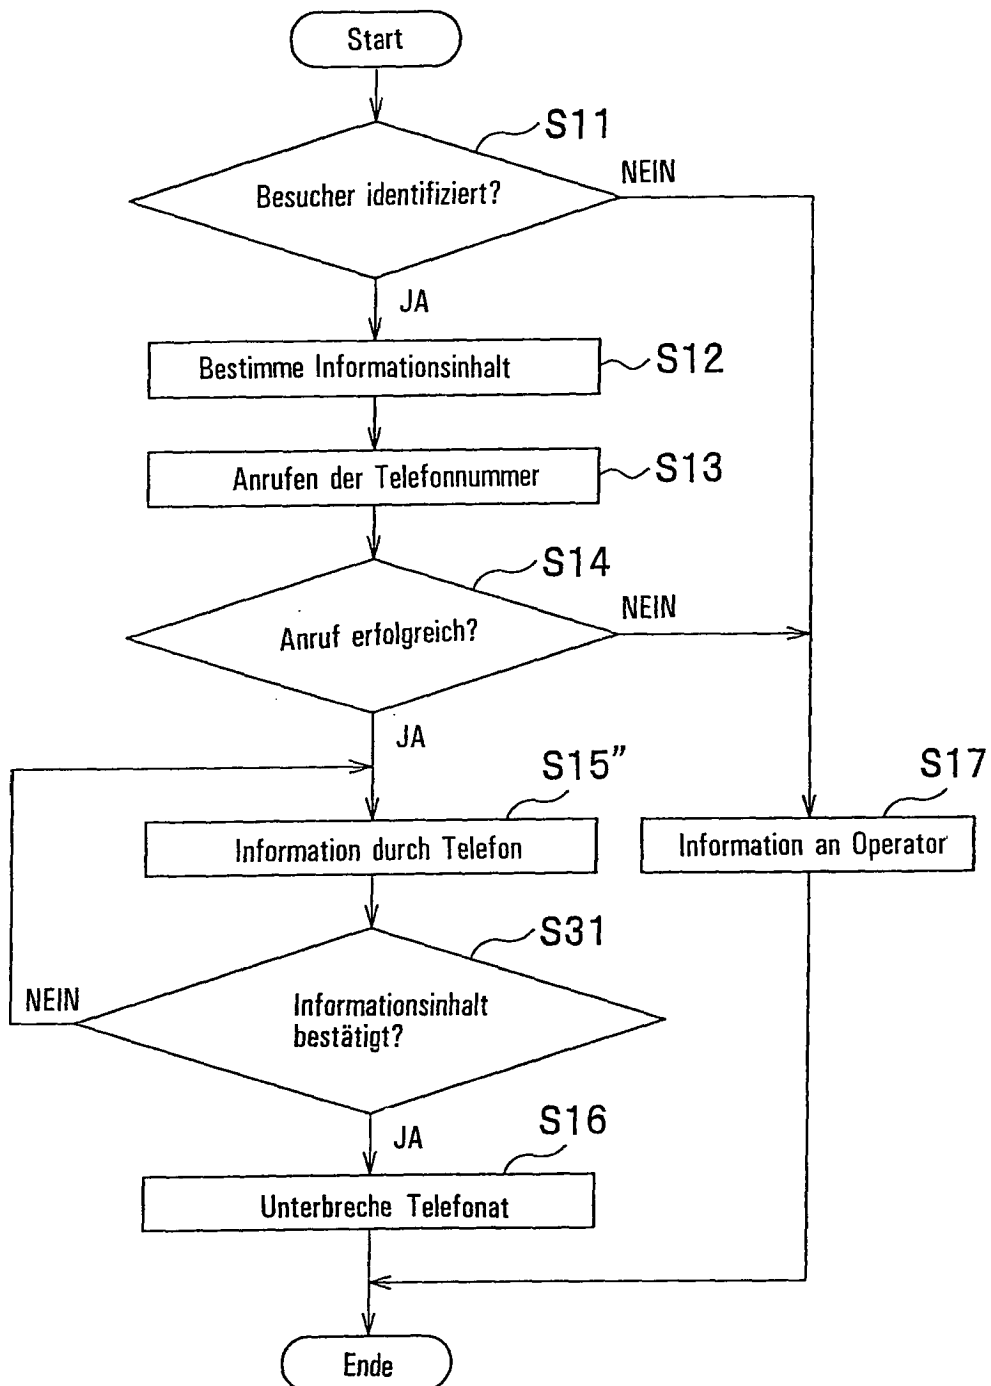 Start
S11
Besucher identifiziert?
NEIN
JA
Bestimme Informationsinhalt
S12
Anrufen der Telefonnummer
S13
S14
Anruf erfolgreich?
NEIN
JA
S15”
Information durch Telefon
S17
Information an Operator
S31
NEIN
Informationsinhalt
bestätigt?
JA
S16
Unterbreche Telefonat
Ende